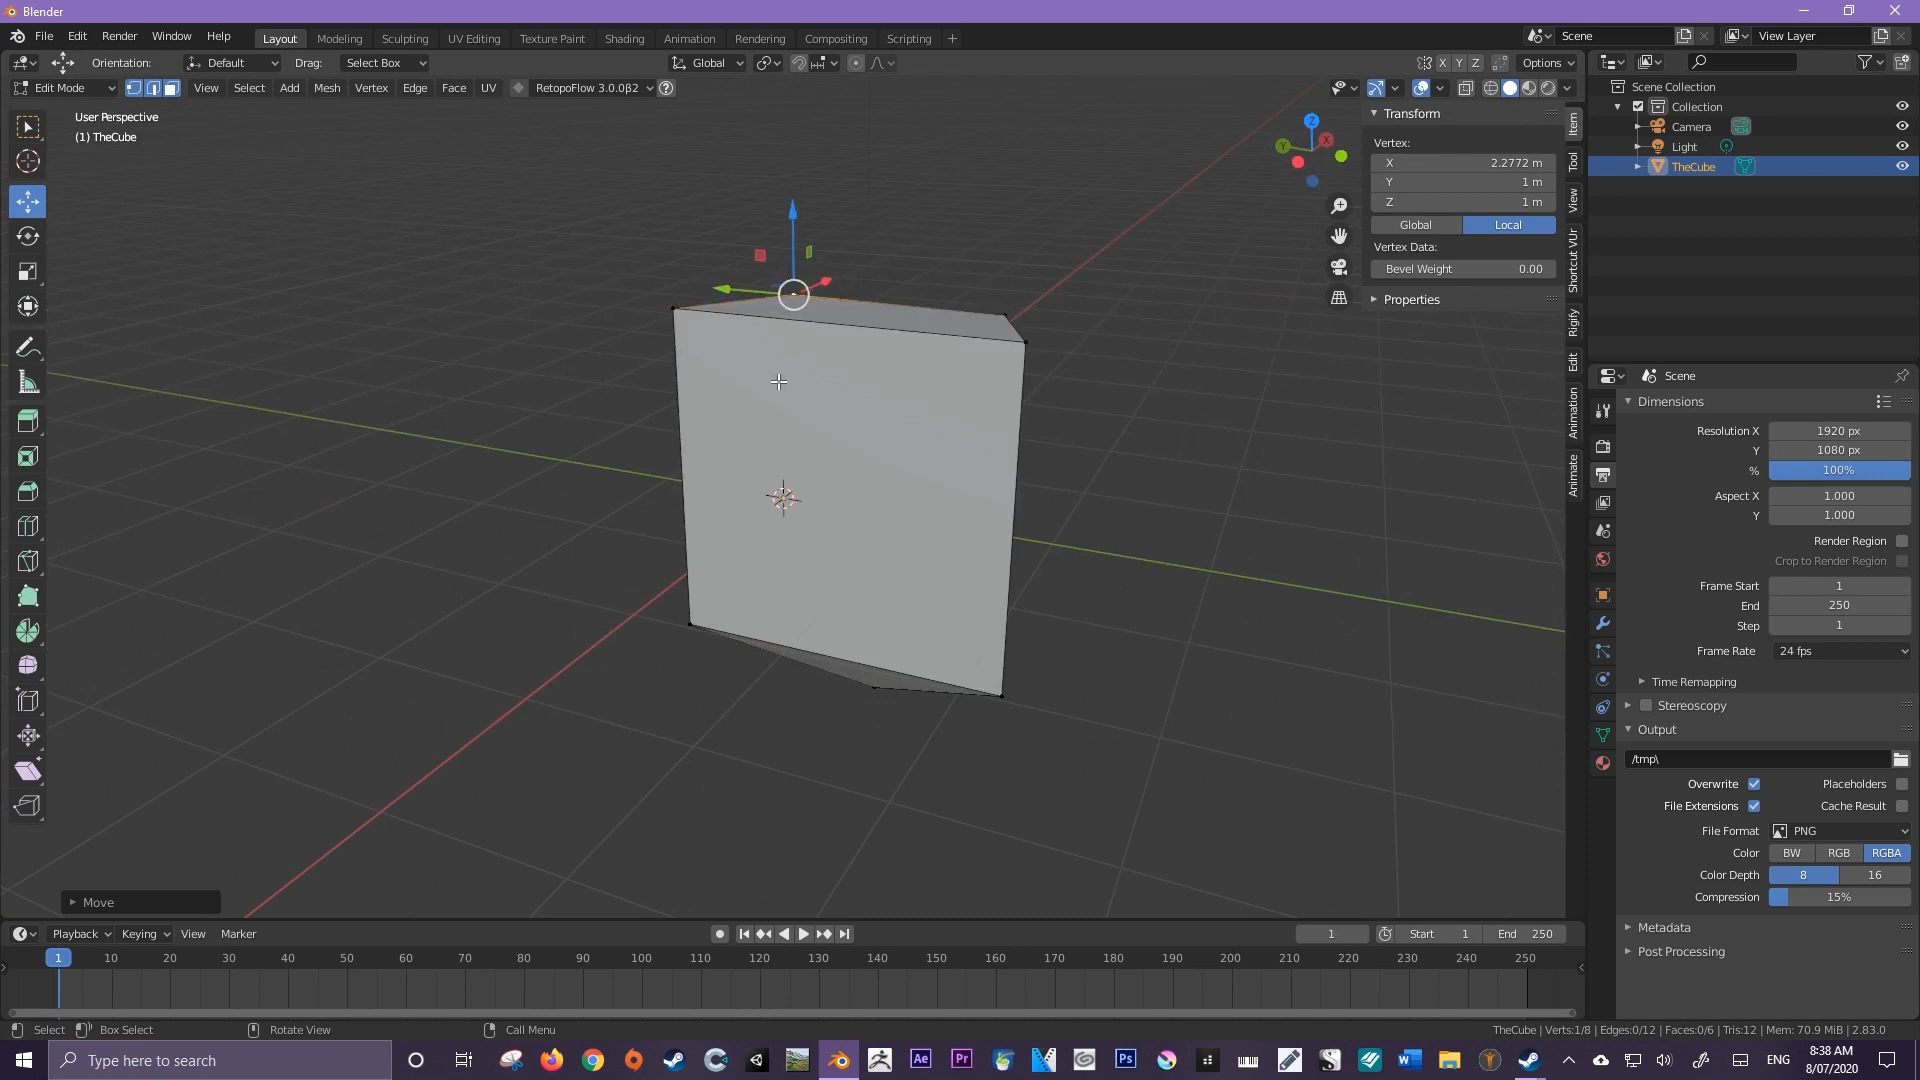 Blender
File Edit Render Window Help Layout Modeling Sculpting UV Editing Texture Paint Shading Animation Rendering Compositing Scripting + Scene View Layer
Orientation: Default Drag: Select Box Global X Y Z Options
Edit Mode View Select Add Mesh Vertex Edge Face UV RetopoFlow 3.0.0β2 ?
User Perspective
(1) TheCube
Z
X
Y
Transform
Vertex:
X 2.2772 m
Y 1 m
Z 1 m
Global Local
Vertex Data:
Bevel Weight 0.00
Properties
Item
Tool
View
Shortcut VUr
Rigify
Edit
Animation
Animate
Scene Collection
Collection
Camera
Light
TheCube
Scene
Dimensions
Resolution X 1920 px
Y 1080 px
% 100%
Aspect X 1.000
Y 1.000
Render Region
Crop to Render Region
Frame Start 1
End 250
Step 1
Frame Rate 24 fps
Time Remapping
Stereoscopy
Output
/tmp\
Overwrite Placeholders
File Extensions Cache Result
File Format PNG
Color BW RGB RGBA
Color Depth 8 16
Compression 15%
Metadata
Post Processing
Move
Playback Keying View Marker 1 Start 1 End 250
1 10 20 30 40 50 60 70 80 90 100 110 120 130 140 150 160 170 180 190 200 210 220 230 240 250
Select Box Select Rotate View Call Menu TheCube | Verts:1/8 | Edges:0/12 | Faces:0/6 | Tris:12 | Mem: 70.9 MiB | 2.83.0
Type here to search Ae Pr Ps ENG 8:38 AM
8/07/2020